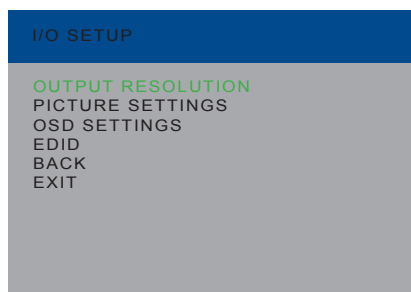 I/O SETUP
OUTPUT RESOLUTION
PICTURE SETTINGS
OSD SETTINGS
EDID
BACK
EXIT